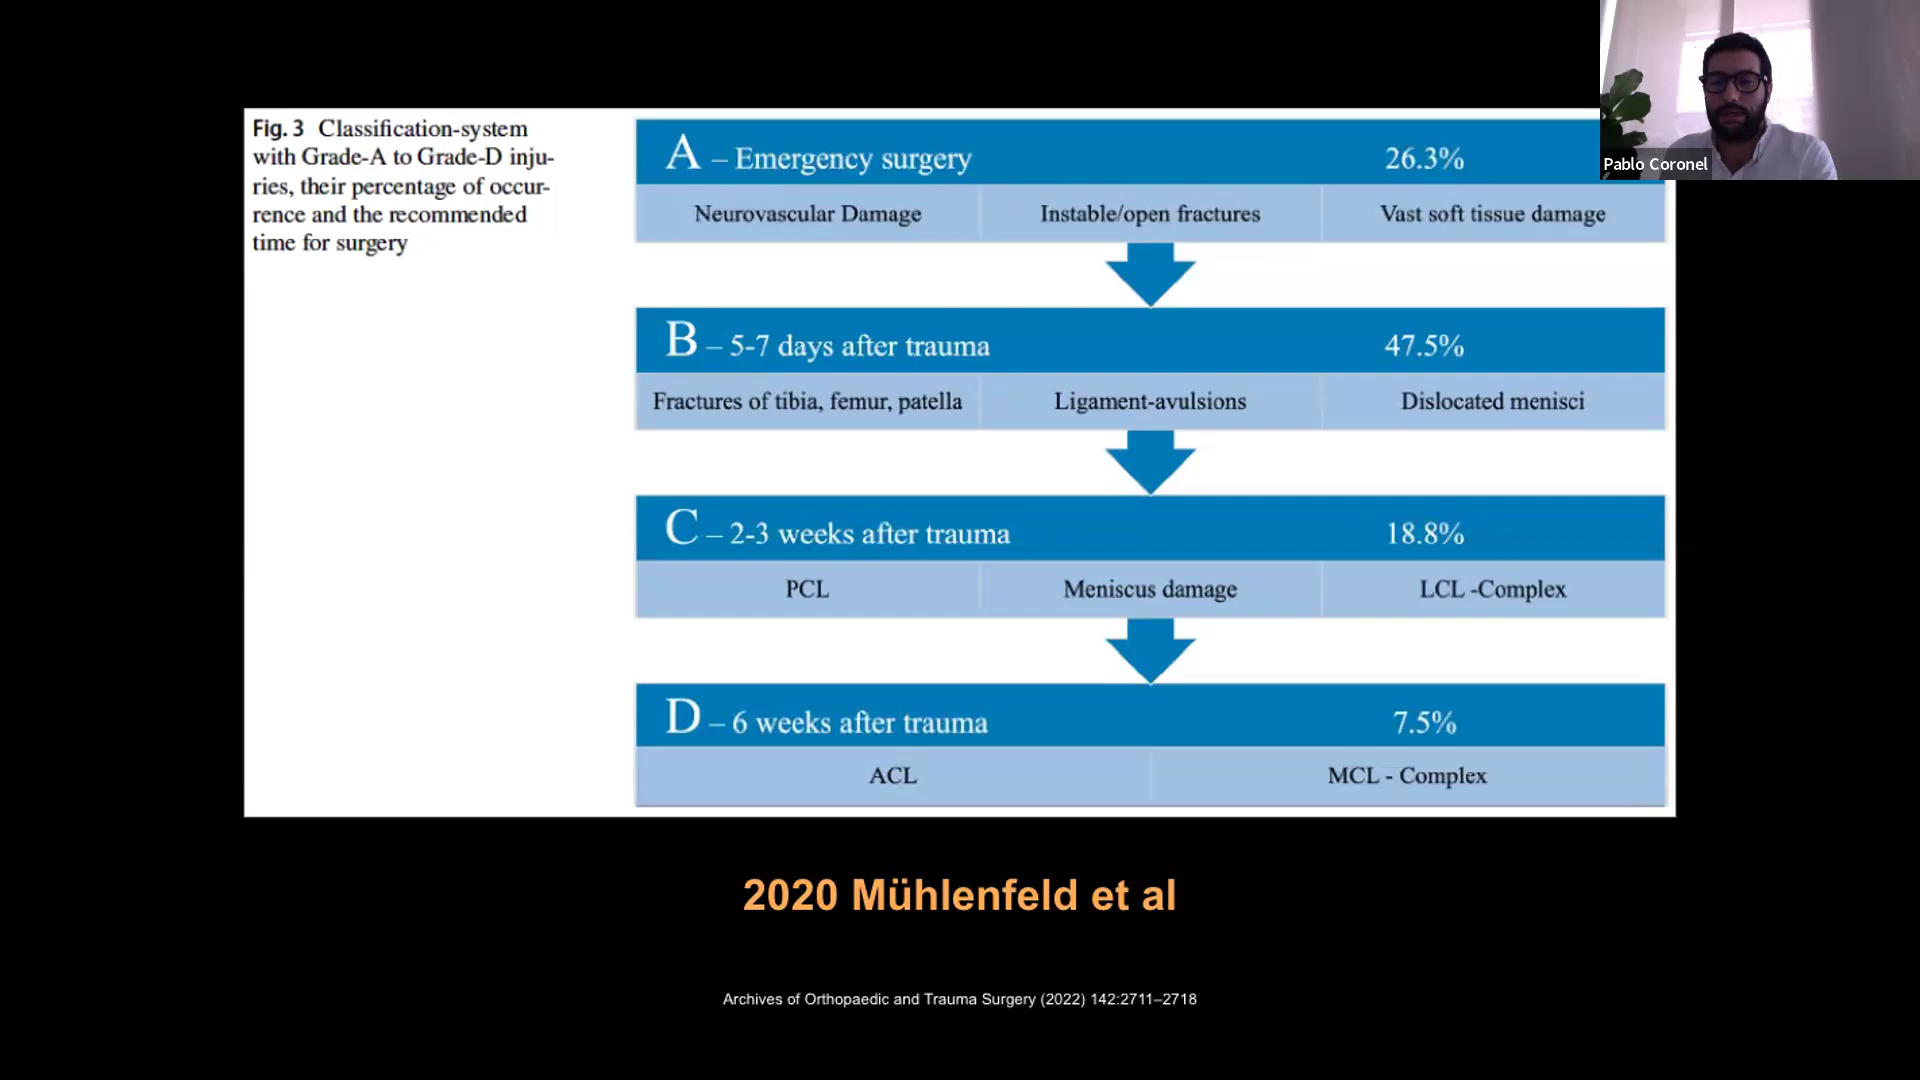 Pablo Coronel
Fig. 3 Classification-system
with Grade-A to Grade-D inju-
ries, their percentage of occur-
rence and the recommended
time for surgery
A – Emergency surgery 26.3%
Neurovascular Damage Instable/open fractures Vast soft tissue damage
B – 5-7 days after trauma 47.5%
Fractures of tibia, femur, patella Ligament-avulsions Dislocated menisci
C – 2-3 weeks after trauma 18.8%
PCL Meniscus damage LCL -Complex
D – 6 weeks after trauma 7.5%
ACL MCL - Complex
2020 Mühlenfeld et al
Archives of Orthopaedic and Trauma Surgery (2022) 142:2711–2718